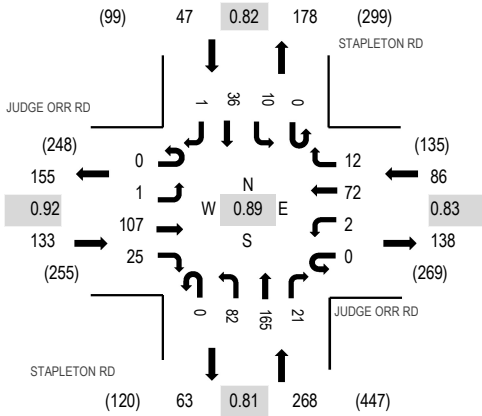 (99) 47 0.82 178 (299)
STAPLETON RD
1 36 10 0
JUDGE ORR RD
(248) (135)
155 0 12 86
1 N 72
0.92 W 0.89 E 0.83
107 2
133 S 138
25 0
(255) (269)
0 82 165 21
JUDGE ORR RD
STAPLETON RD
(120) 63 0.81 268 (447)